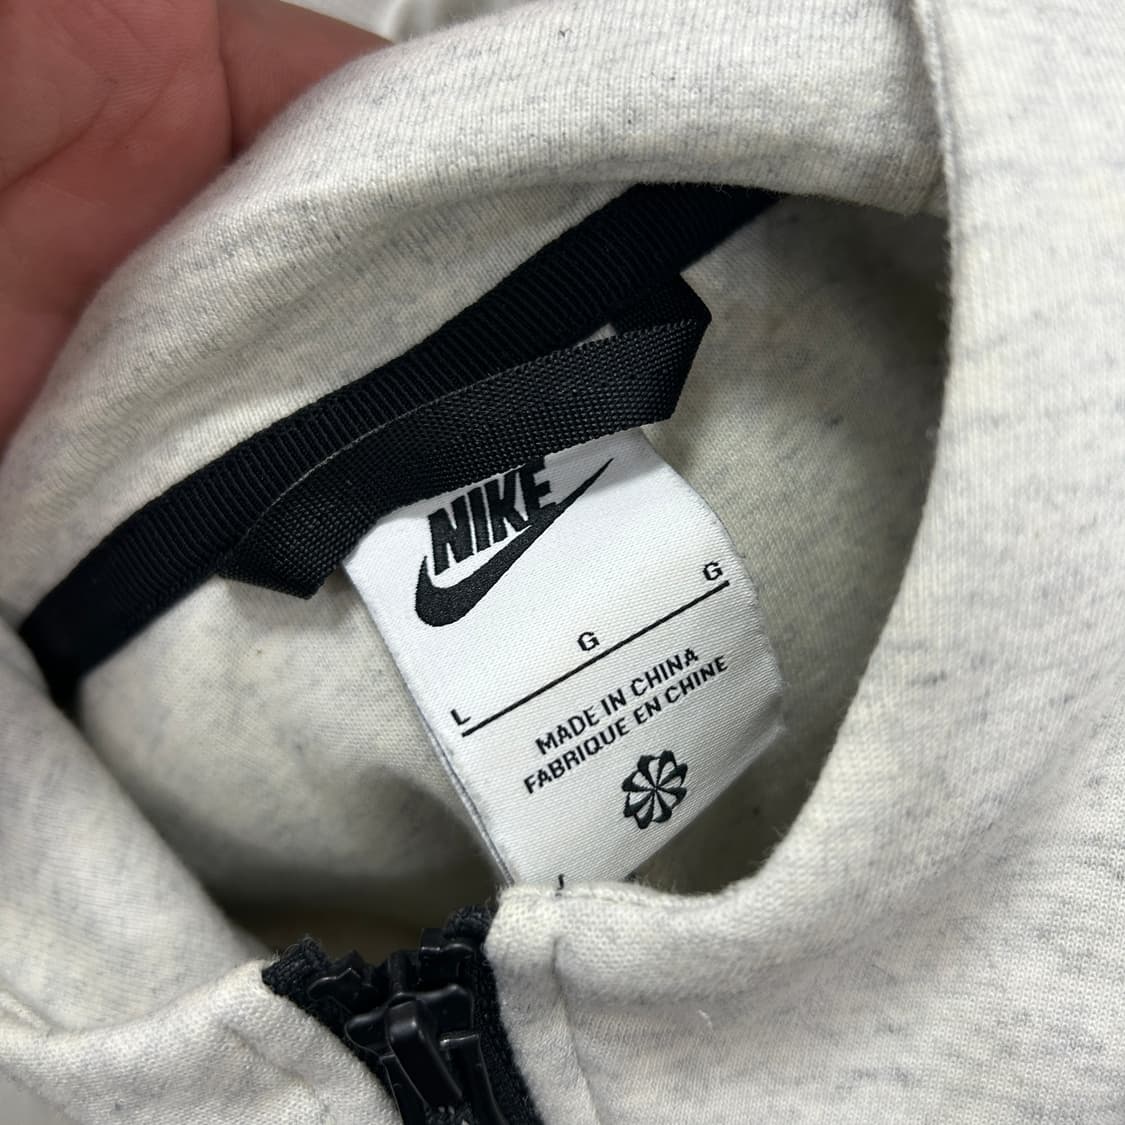 NIKE
L G G
MADE IN CHINA
FABRIQUE EN CHINE